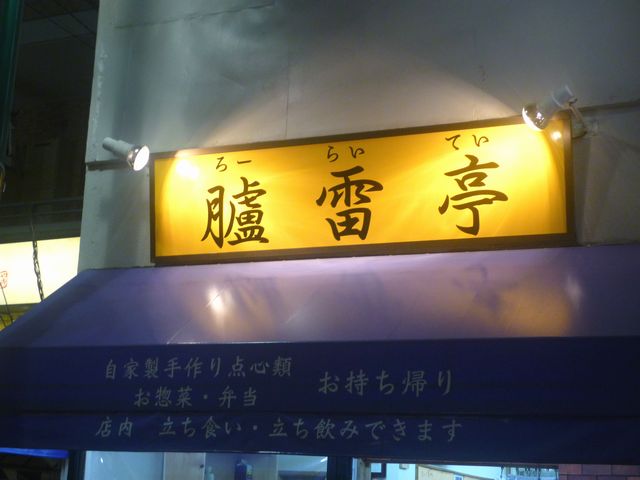 ろー らい てい
臚雷亭
自家製手作り点心類
お惣菜・弁当
お持ち帰り
店内 立ち食い・立ち飲みできます